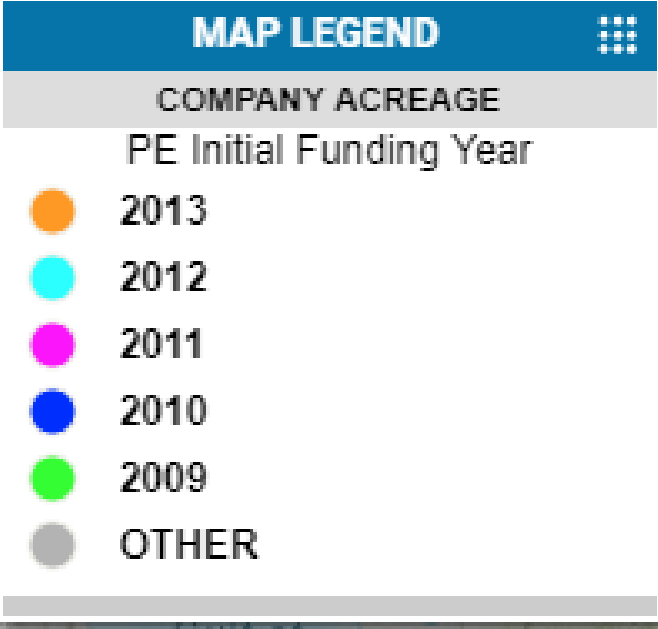 MAP LEGEND
COMPANY ACREAGE
PE Initial Funding Year
2013
2012
2011
2010
2009
OTHER